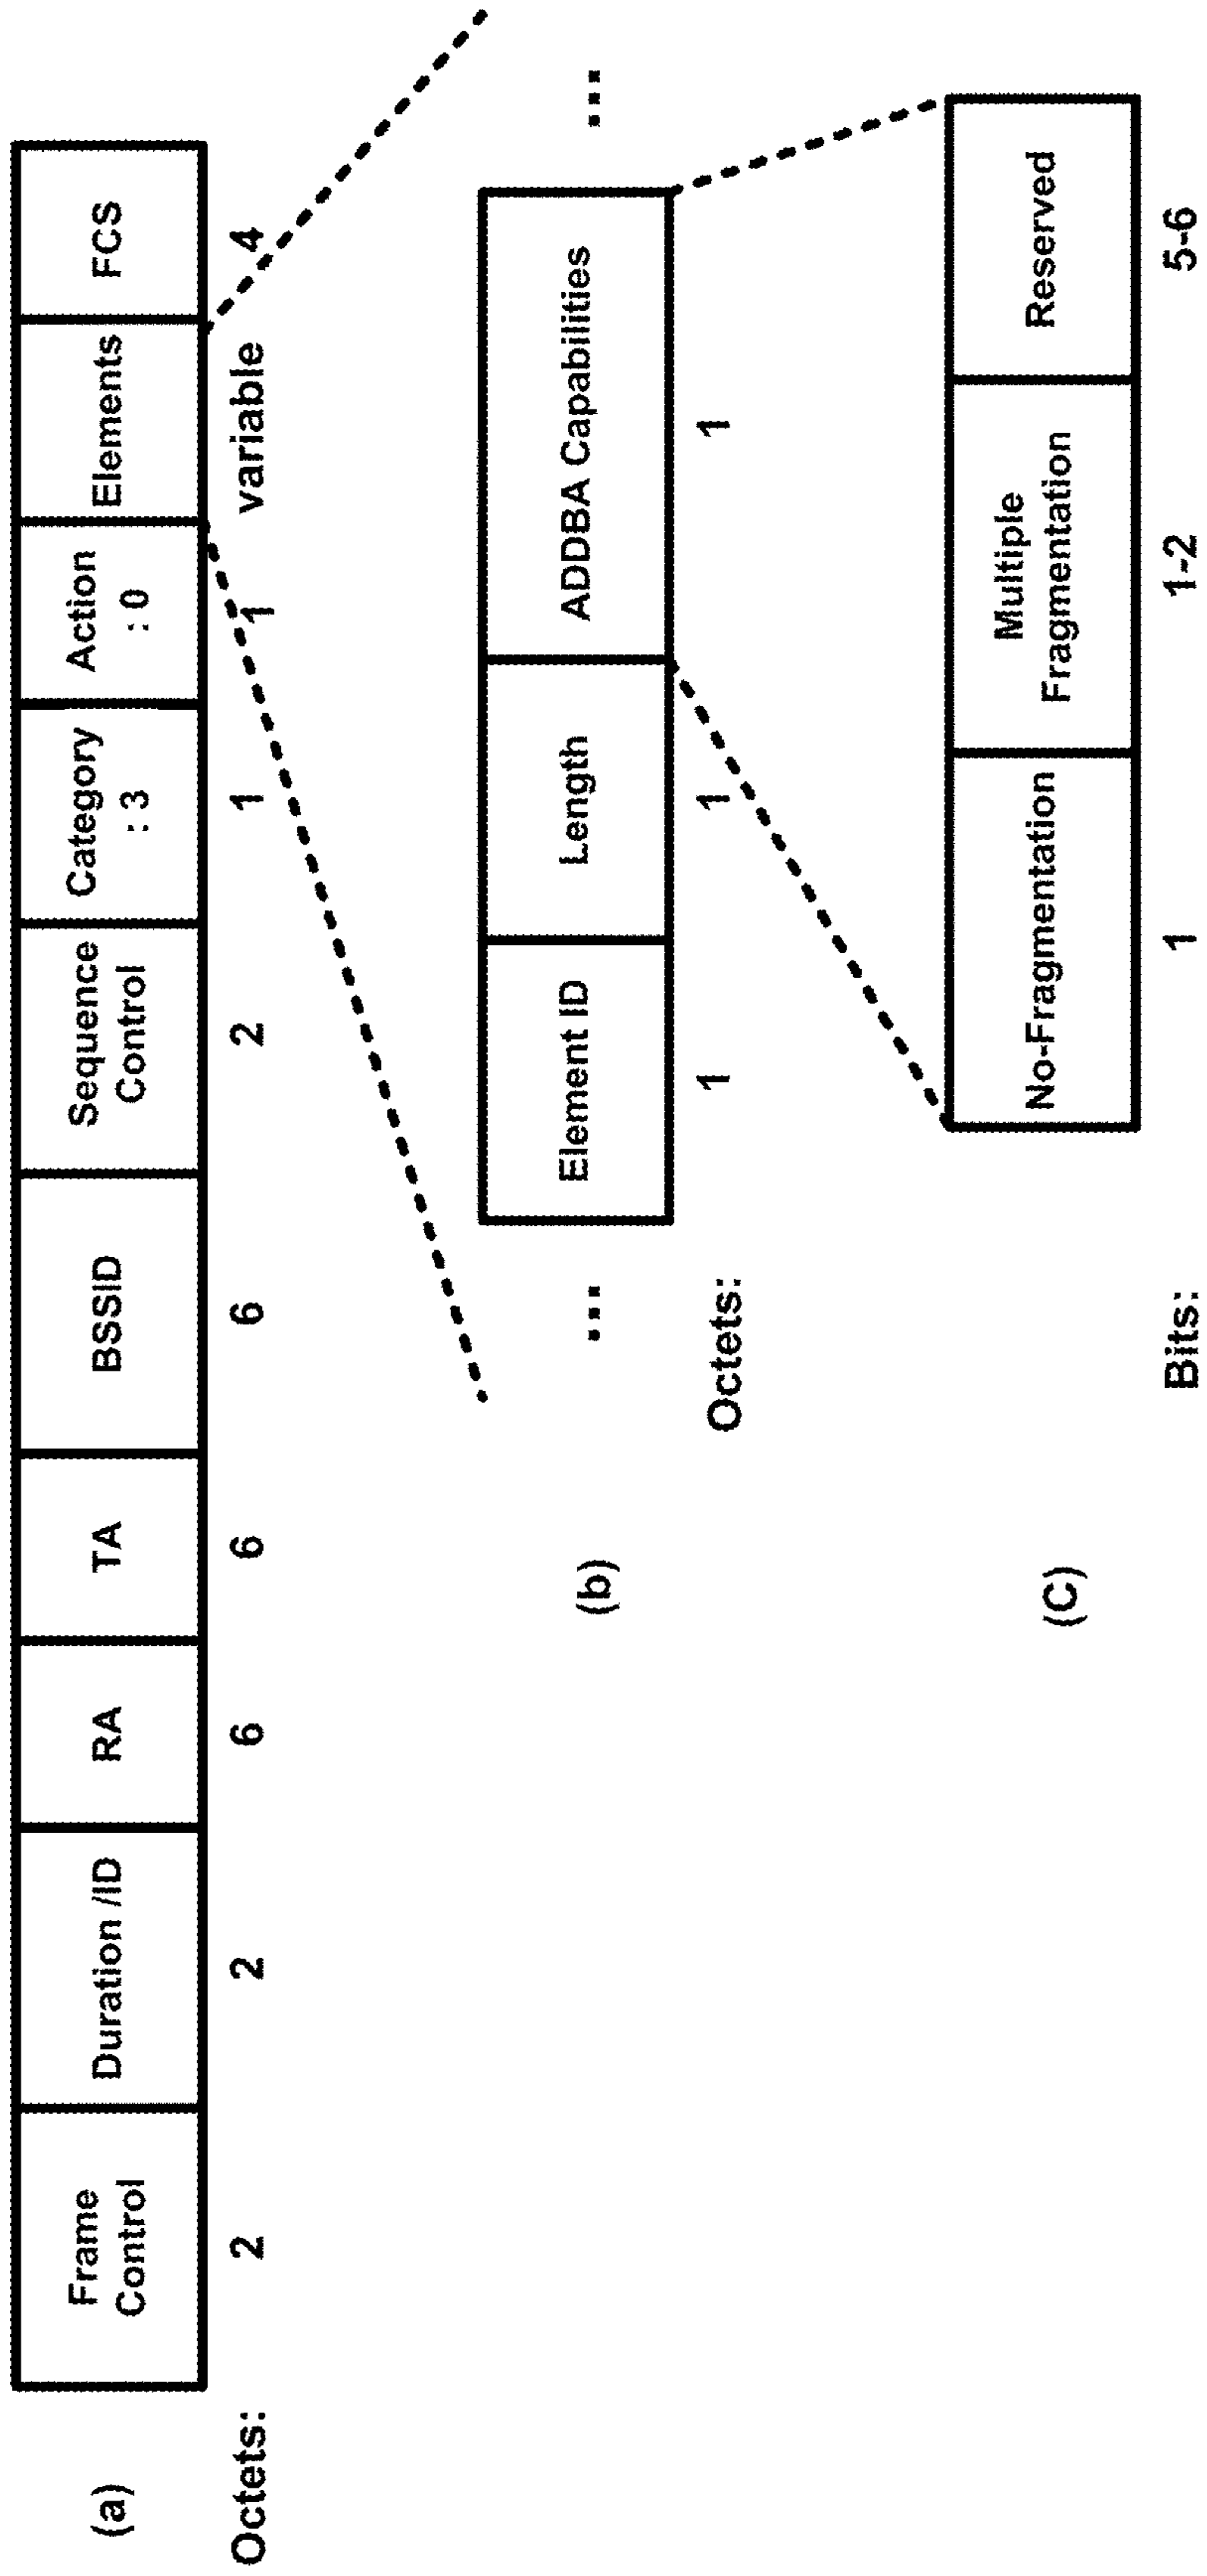 (a)
Frame
Control
Duration /ID
RA
TA
BSSID
Sequence
Control
Category
: 3
Action
: 0
Elements
FCS
Octets: 2 2 6 6 6 2 1 1 variable 4
(b)
...
Element ID
Length
ADDBA Capabilities
...
Octets: 1 1 1
(C)
No-Fragmentation
Multiple
Fragmentation
Reserved
Bits: 1 1-2 5-6